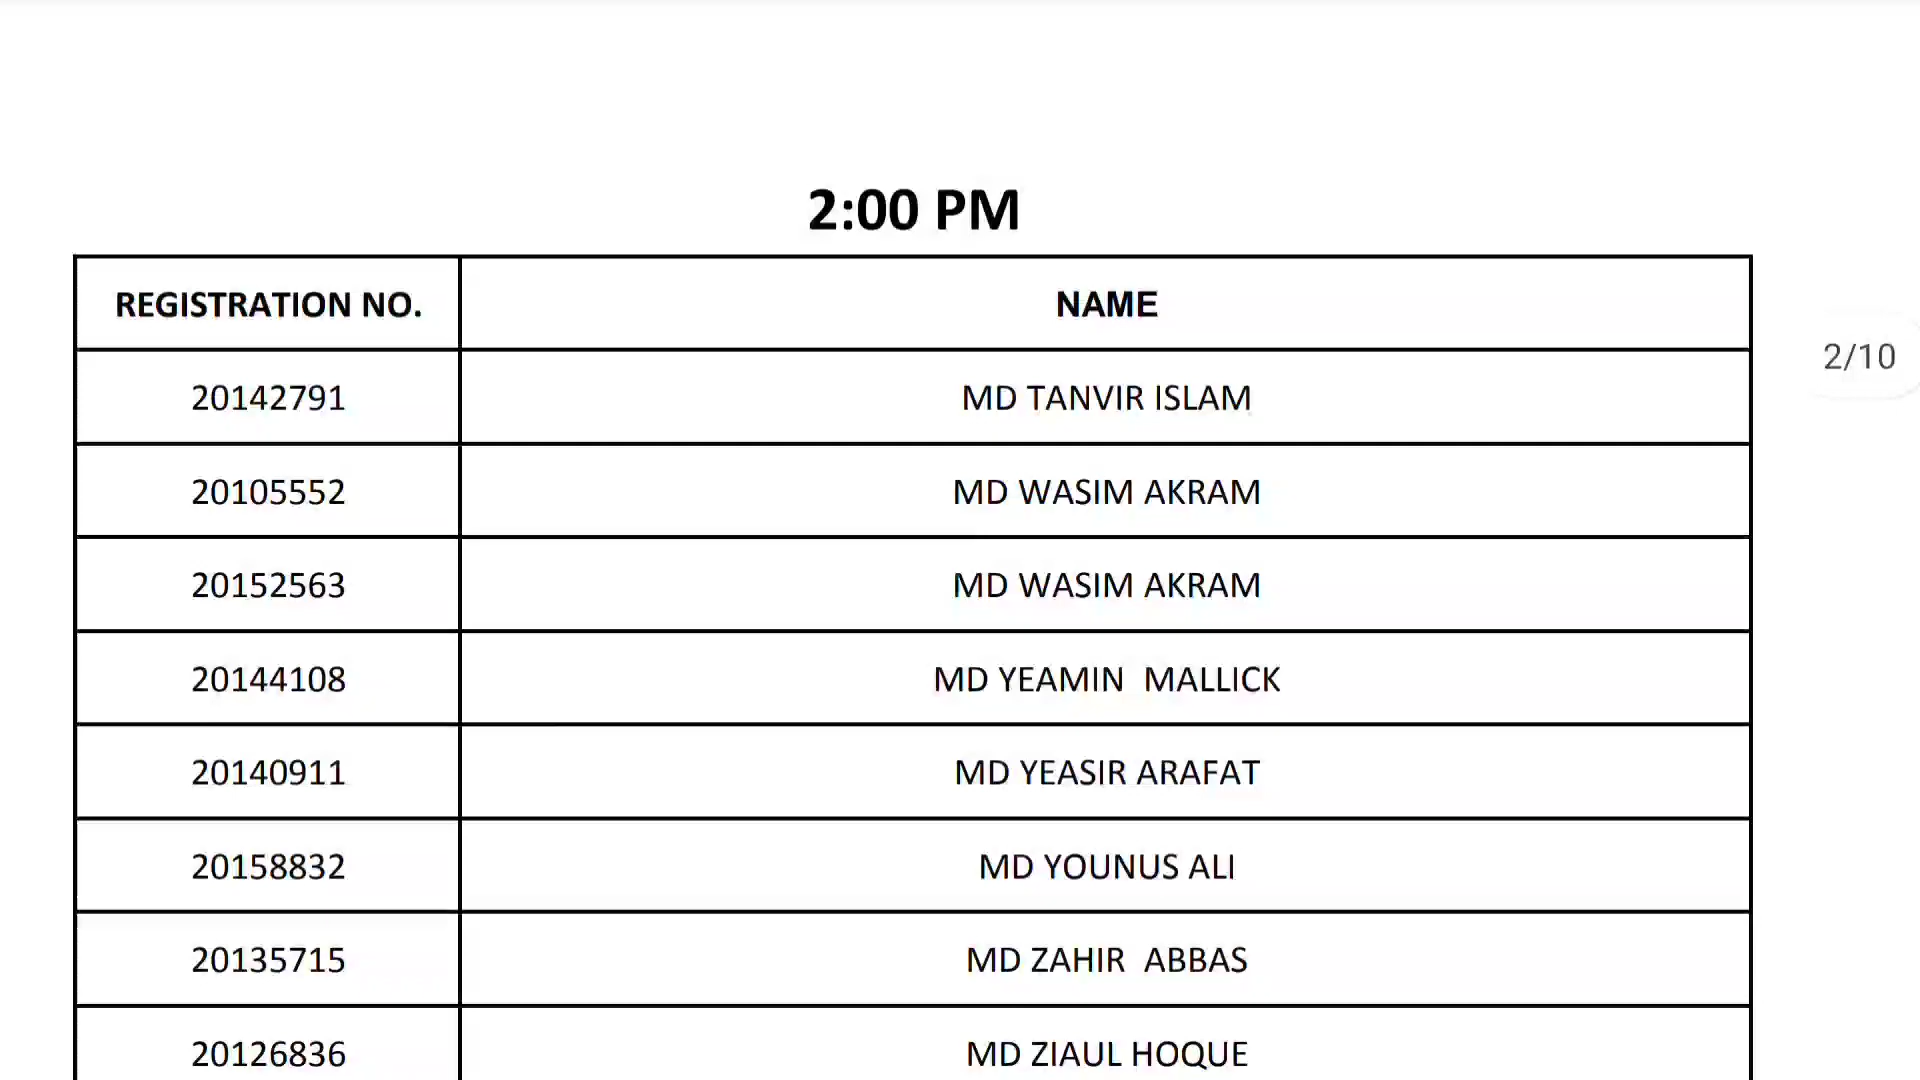 2:00 PM
REGISTRATION NO. NAME
20142791 MD TANVIR ISLAM
2/10
20105552 MD WASIM AKRAM
20152563 MD WASIM AKRAM
20144108 MD YEAMIN  MALLICK
20140911 MD YEASIR ARAFAT
20158832 MD YOUNUS ALI
20135715 MD ZAHIR  ABBAS
20126836 MD ZIAUL HOQUE